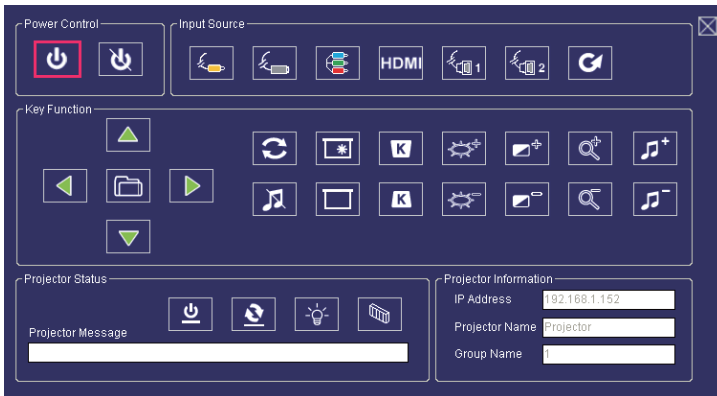 Power Control
Input Source
HDMI
1
2
Key Function
K
K
Projector Status
Projector Message
Projector Information
IP Address 192.168.1.152
Projector Name Projector
Group Name 1